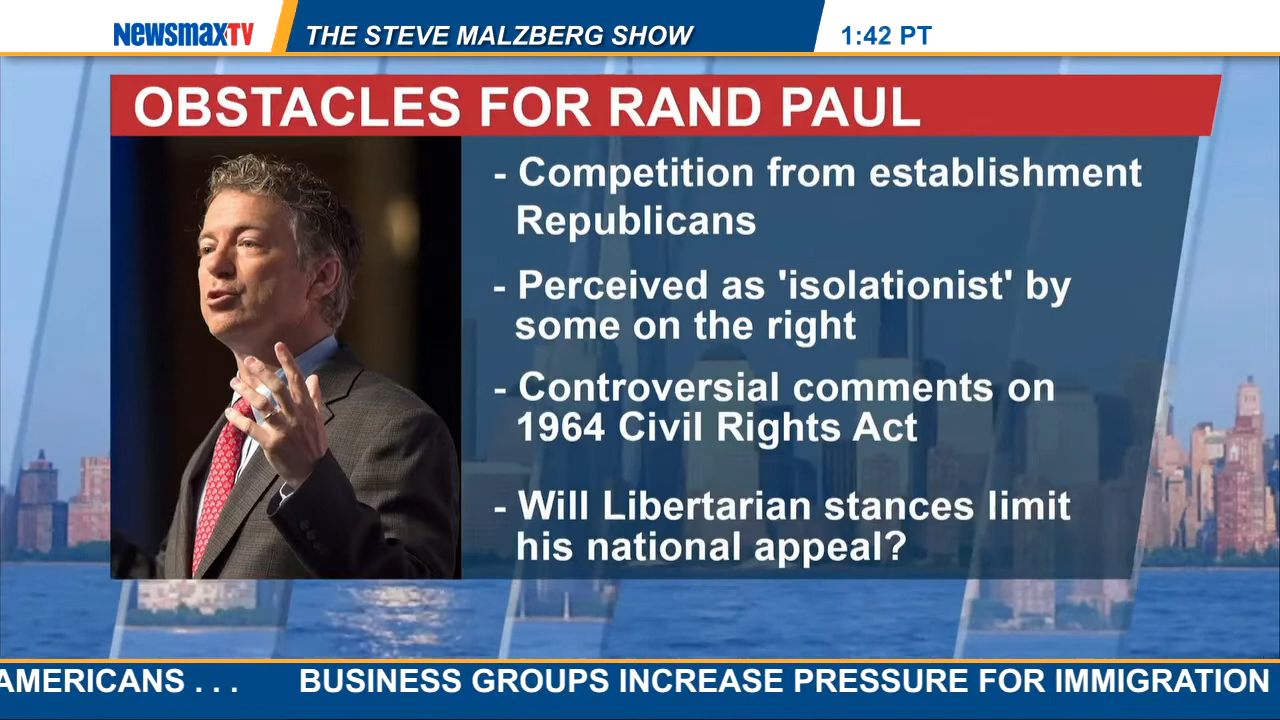 NEWSMAXTV
THE STEVE MALZBERG SHOW
1:42 PT
OBSTACLES FOR RAND PAUL
- Competition from establishment
Republicans
- Perceived as 'isolationist' by
some on the right
- Controversial comments on
1964 Civil Rights Act
- Will Libertarian stances limit
his national appeal?
AMERICANS . . . BUSINESS GROUPS INCREASE PRESSURE FOR IMMIGRATION